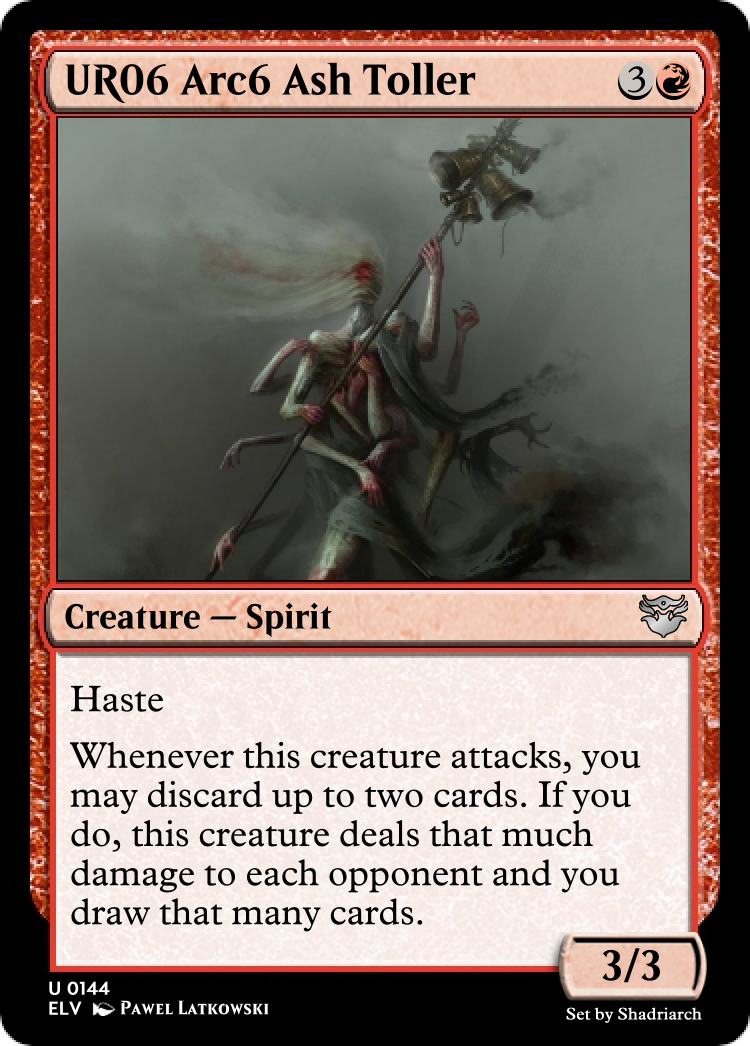 UR06 Arc6 Ash Toller 3
Creature — Spirit
Haste
Whenever this creature attacks, you
may discard up to two cards. If you
do, this creature deals that much
damage to each opponent and you
draw that many cards.
3/3
U 0144
ELV Pawel Latkowski
Set by Shadriarch